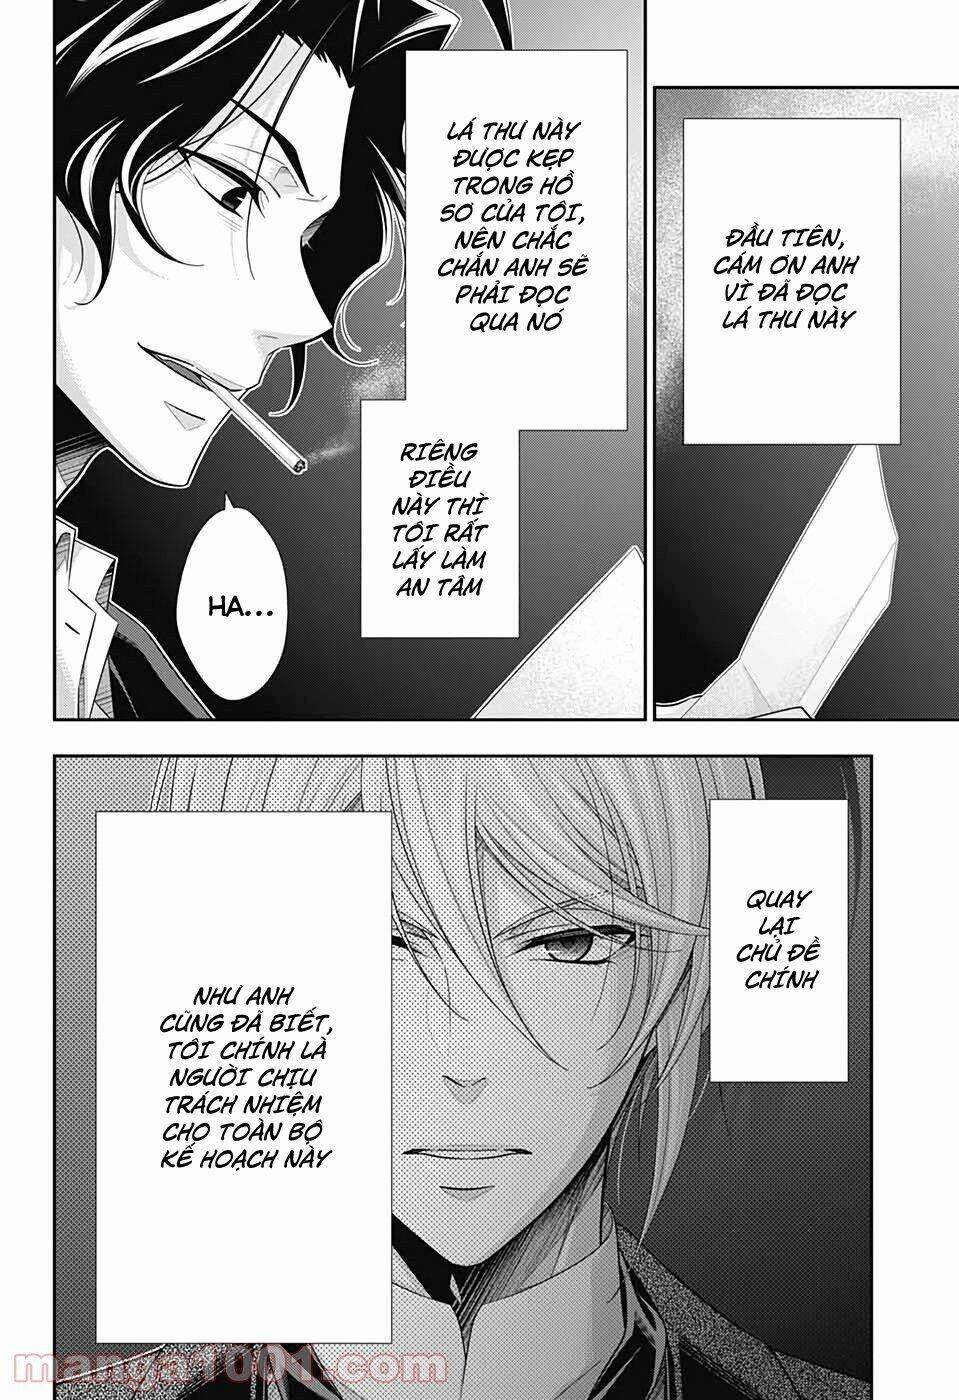 ĐẦU TIÊN,
CÁM ƠN ANH
VÌ ĐÃ ĐỌC
LÁ THƯ NÀY
LÁ THƯ NÀY
ĐƯỢC KẸP
TRONG HỒ
SƠ CỦA TÔI,
NÊN CHẮC
CHẮN ANH SẼ
PHẢI ĐỌC
QUA NÓ
RIÊNG
ĐIỀU
NÀY THÌ
TÔI RẤT
LẤY LÀM
AN TÂM
HA...
QUAY
LẠI
CHỦ ĐỀ
CHÍNH
NHƯ ANH
CŨNG ĐÃ BIẾT,
TÔI CHÍNH LÀ
NGƯỜI CHỊU
TRÁCH NHIỆM
CHO TOÀN BỘ
KẾ HOẠCH NÀY
manga1001.com